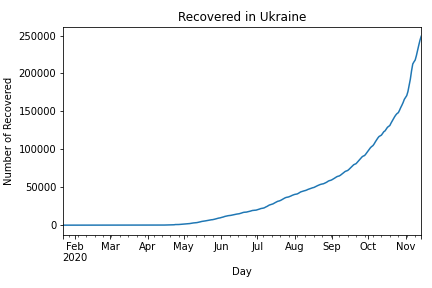 Recovered in Ukraine
Number of Recovered
250000
200000
150000
100000
50000
0
Feb
2020
Mar
Apr
May
Jun
Jul
Aug
Sep
Oct
Nov
Day